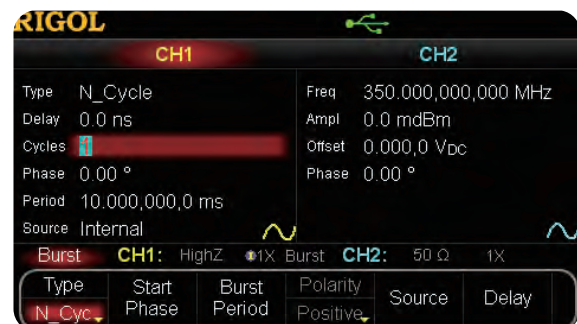 RIGOL
CH1 CH2
Type N_Cycle
Delay 0.0 ns
Cycles 1
Phase 0.00 °
Period 10.000,000,0 ms
Source Internal
Freq 350.000,000,000 MHz
Ampl 0.0 mdBm
Offset 0.000,0 VDC
Phase 0.00 °
Burst CH1: HighZ 1X Burst CH2: 50 Ω 1X
Type Start Phase Burst Period Polarity Source Delay
N_Cyc Positive